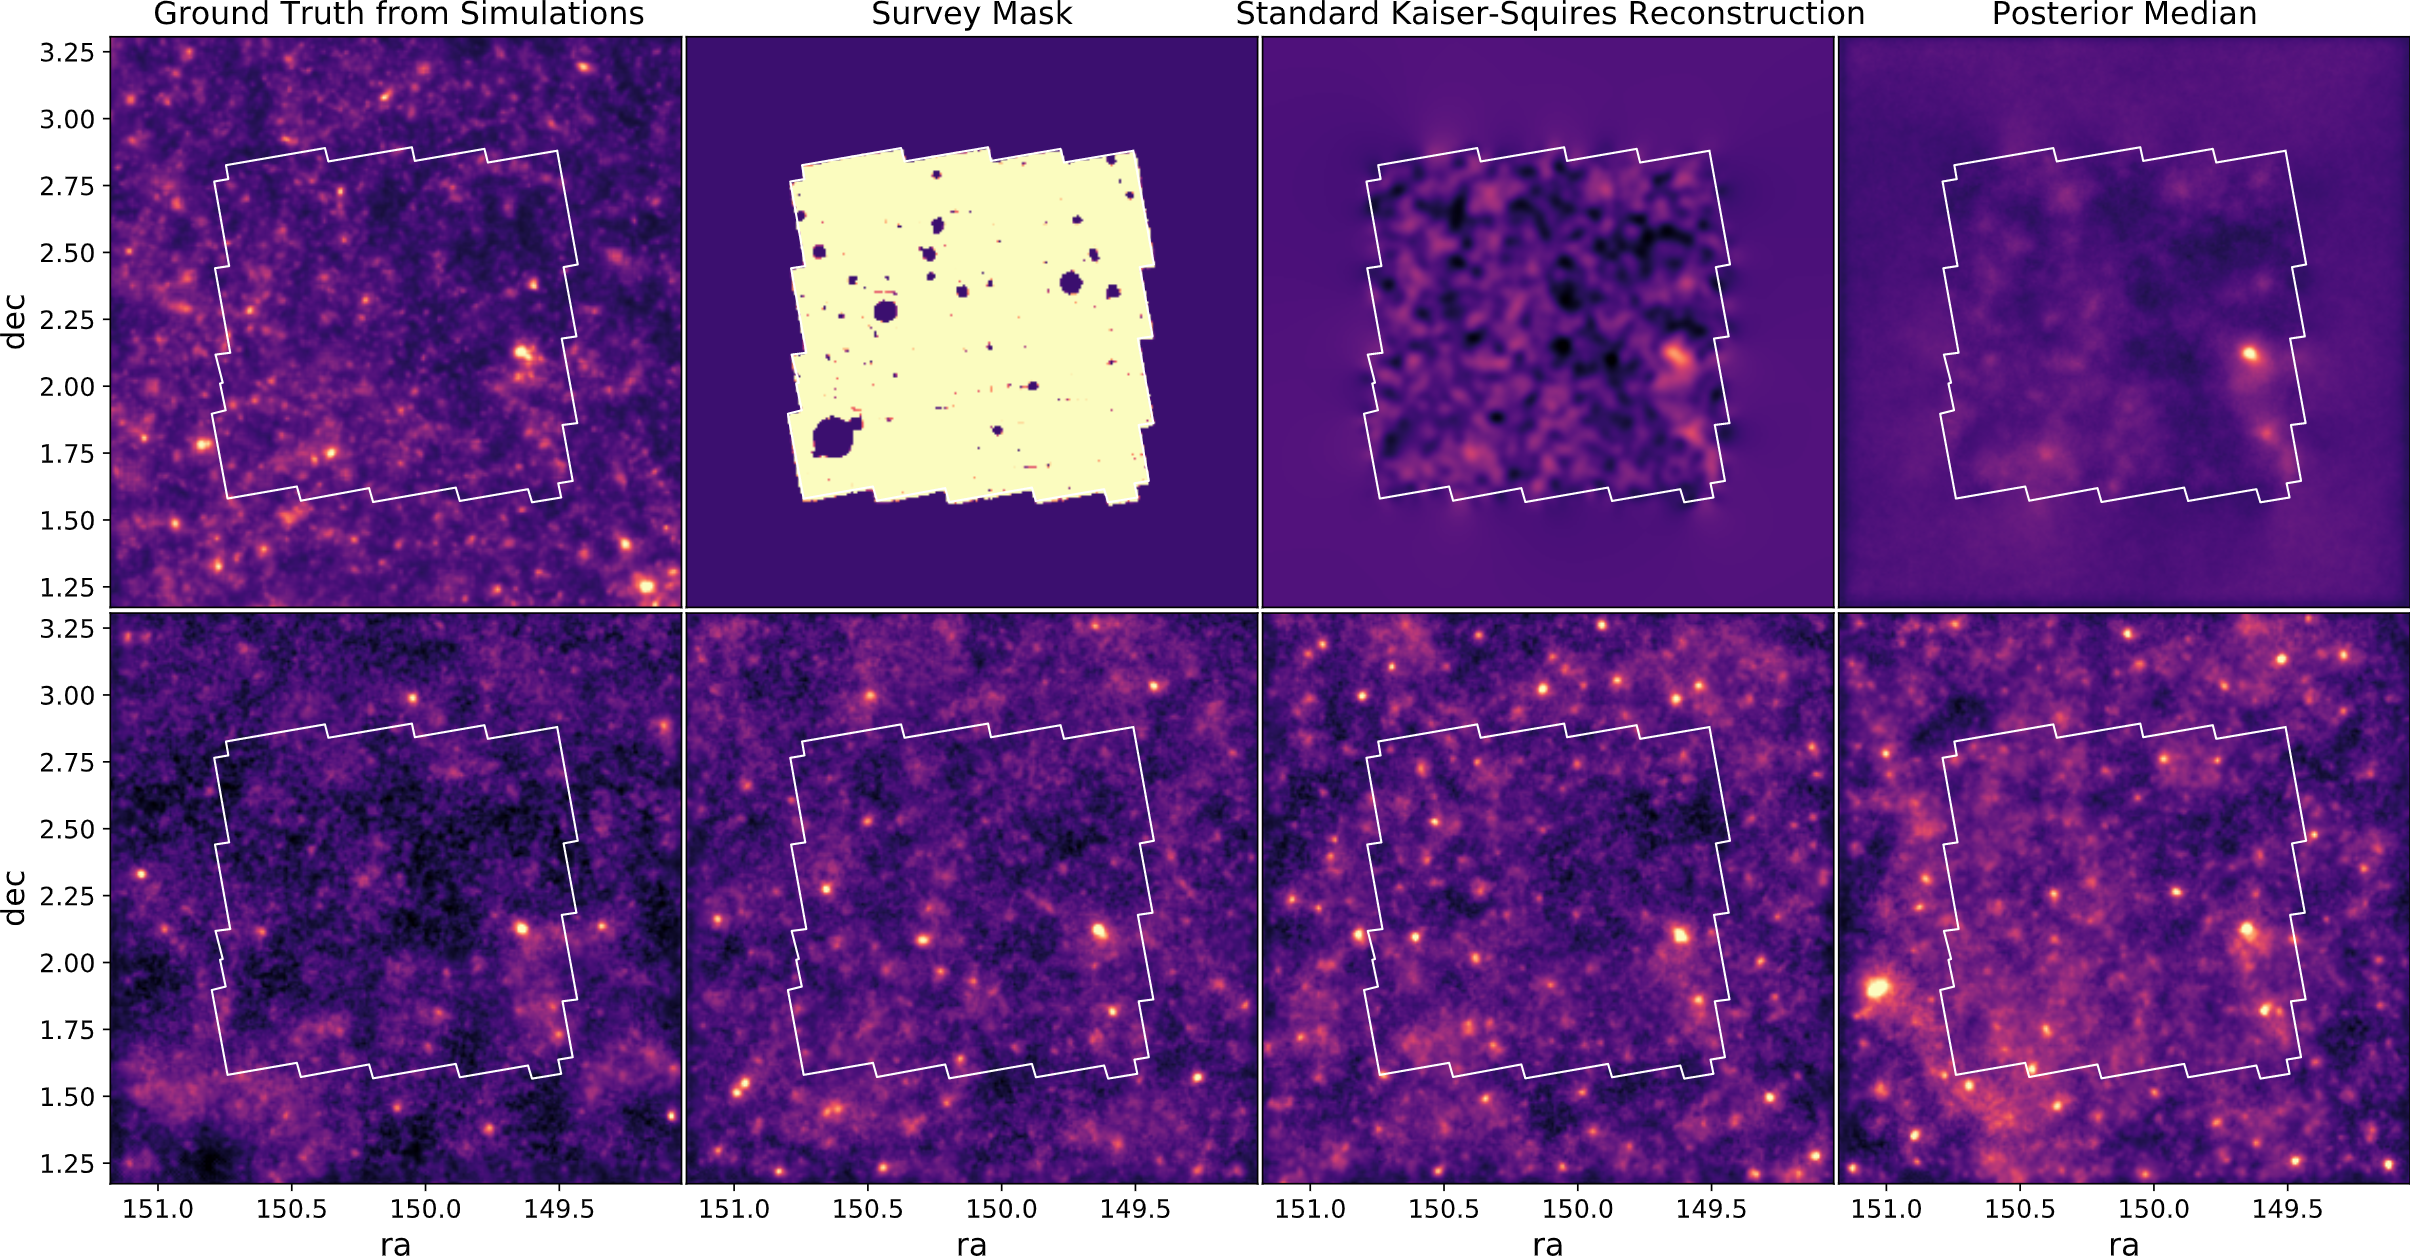 Ground Truth from Simulations
Survey Mask
Standard Kaiser-Squires Reconstruction
Posterior Median
dec
3.25
3.00
2.75
2.50
2.25
2.00
1.75
1.50
1.25
dec
3.25
3.00
2.75
2.50
2.25
2.00
1.75
1.50
1.25
151.0 150.5 150.0 149.5
151.0 150.5 150.0 149.5
151.0 150.5 150.0 149.5
151.0 150.5 150.0 149.5
ra
ra
ra
ra